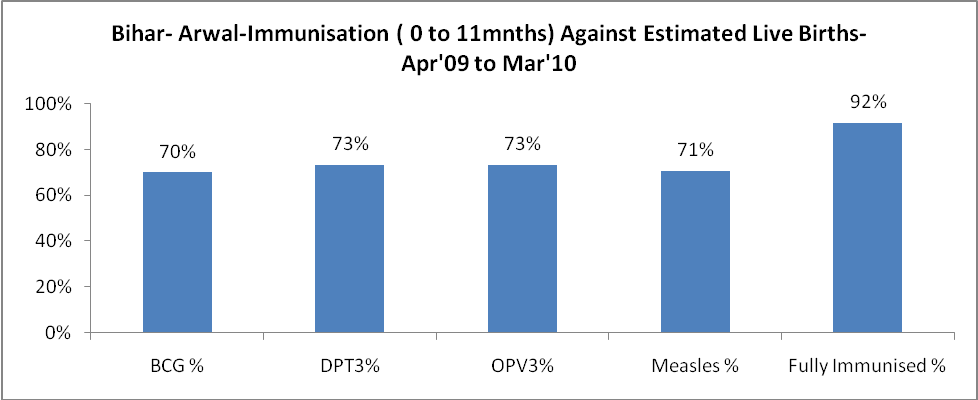 Bihar- Arwal-Immunisation ( 0 to 11mnths) Against Estimated Live Births-
Apr'09 to Mar'10
100%
80%
60%
40%
20%
0%
70%
73%
73%
71%
92%
BCG %
DPT3%
OPV3%
Measles %
Fully Immunised %